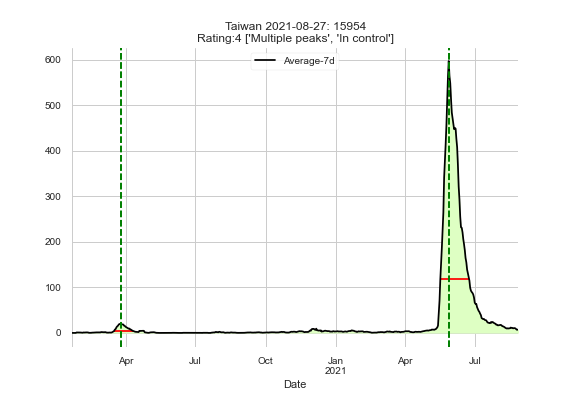 Taiwan 2021-08-27: 15954
Rating:4 ['Multiple peaks', 'In control']
Average-7d
600
500
400
300
200
100
0
Apr Jul Oct Jan Apr Jul
2021
Date